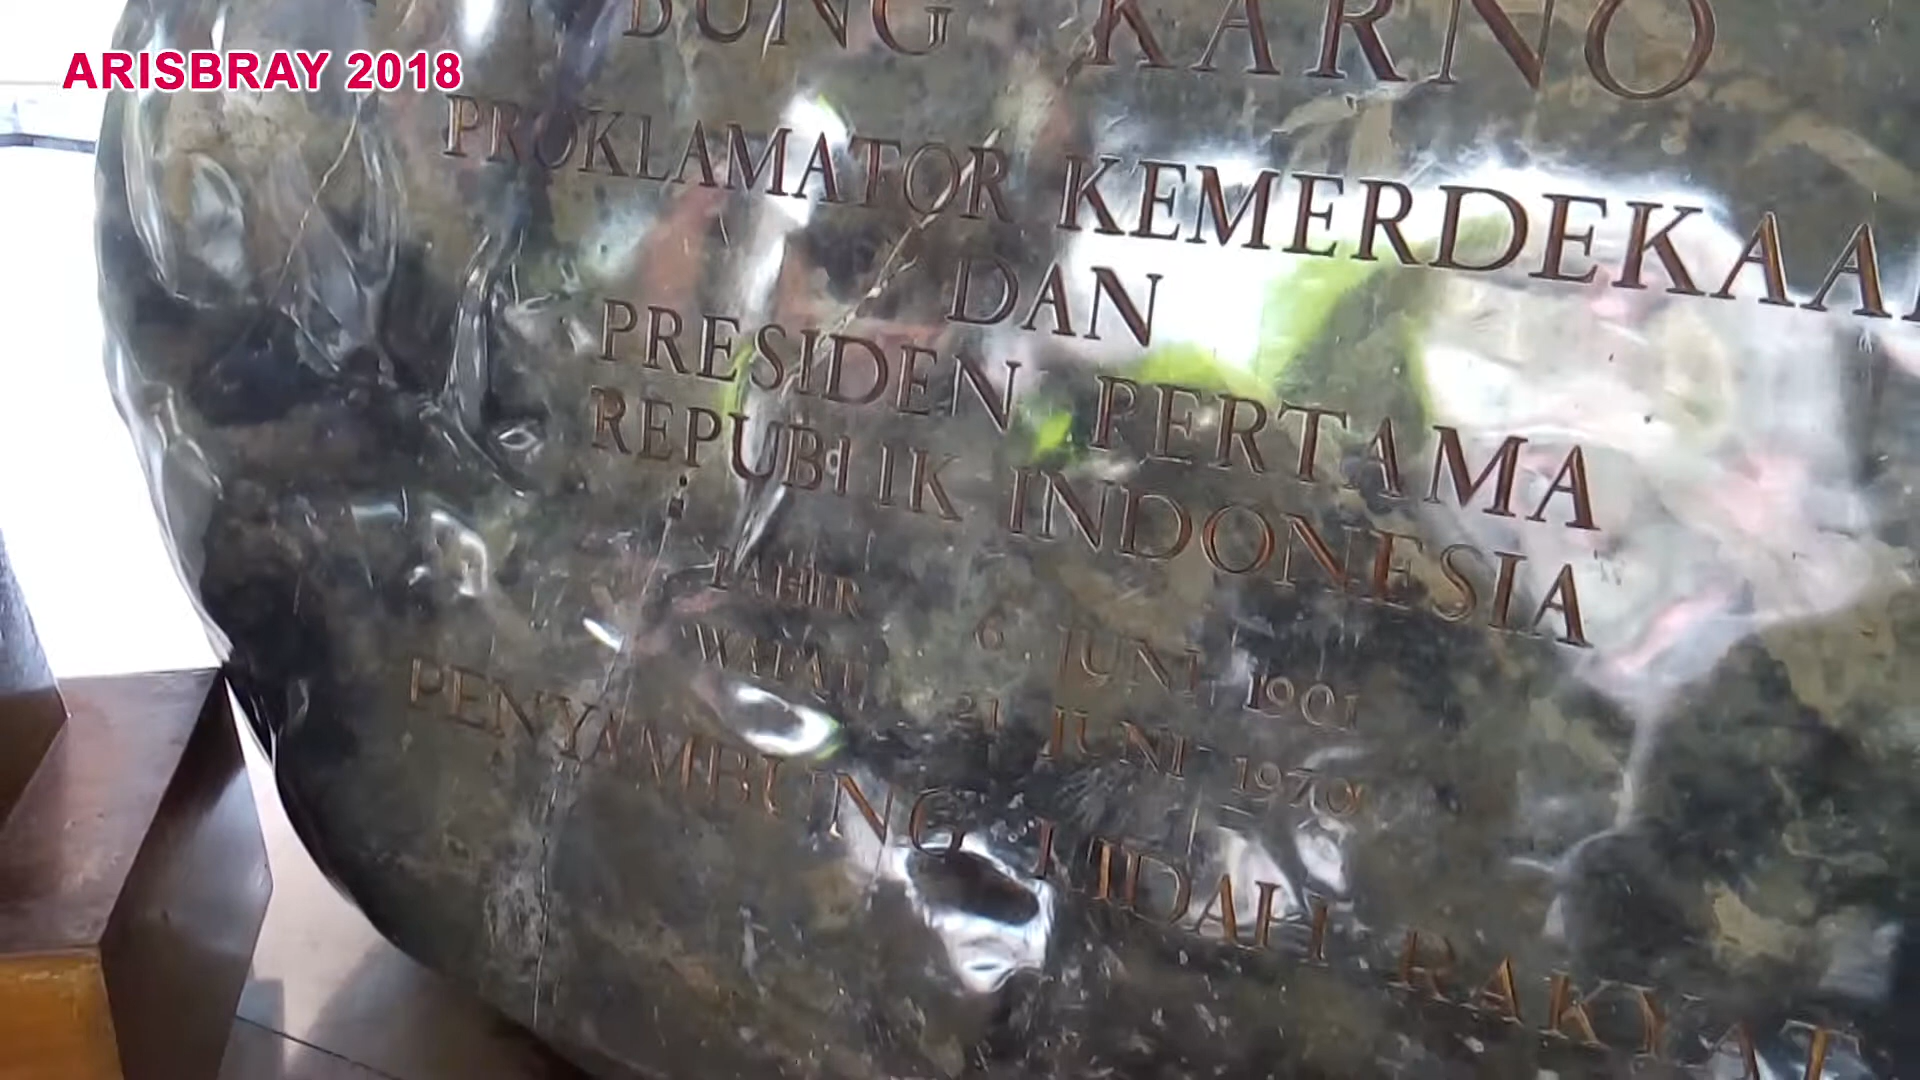 ARISBRAY 2018
BUNG KARNO
PROKLAMATOR KEMERDEKAA
DAN
PRESIDEN PERTAMA
REPUBLIK INDONESIA
LAHIR 6 JUNI 1901
WAFAT 21 JUNI 1970
PENYAMBUNG LIDAH RAKYAT